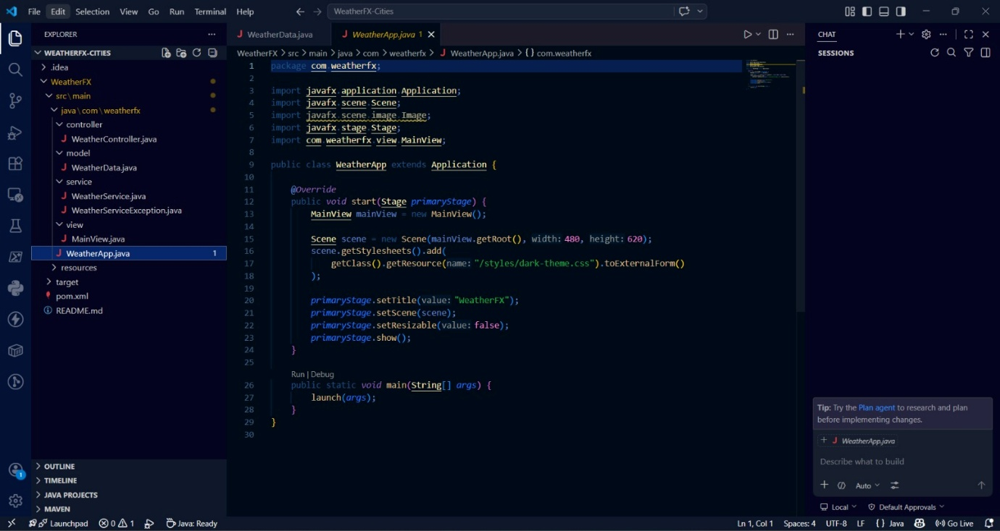 File Edit Selection View Go Run Terminal Help
WeatherFX-Cities
EXPLORER
WEATHERFX-CITIES
.idea
WeatherFX
src\main
java\com\weatherfx
controller
J WeatherController.java
model
J WeatherData.java
service
J WeatherService.java
J WeatherServiceException.java
view
J MainView.java
J WeatherApp.java 1
resources
target
pom.xml
README.md
OUTLINE
TIMELINE
JAVA PROJECTS
MAVEN
J WeatherData.java
J WeatherApp.java 1
WeatherFX > src > main > java > com > weatherfx > J WeatherApp.java > {} com.weatherfx
1 package com.weatherfx;
2
3 import javafx.application.Application;
4 import javafx.scene.Scene;
5 import javafx.scene.image.Image;
6 import javafx.stage.Stage;
7 import com.weatherfx.view.MainView;
8
9 public class WeatherApp extends Application {
10
11 @Override
12 public void start(Stage primaryStage) {
13 MainView mainView = new MainView();
14
15 Scene scene = new Scene(mainView.getRoot(), width: 480, height: 620);
16 scene.getStylesheets().add(
17 getClass().getResource(name: "/styles/dark-theme.css").toExternalForm()
18 );
19
20 primaryStage.setTitle(value: "WeatherFX");
21 primaryStage.setScene(scene);
22 primaryStage.setResizable(value: false);
23 primaryStage.show();
24 }
25
Run | Debug
26 public static void main(String[] args) {
27 launch(args);
28 }
29 }
30
CHAT
SESSIONS
Tip: Try the Plan agent to research and plan
before implementing changes.
+ J WeatherApp.java
Describe what to build
Auto
Local
Default Approvals
1
Launchpad 0 1 Java: Ready
Ln 1, Col 1 Spaces: 4 UTF-8 LF {} Java Go Live